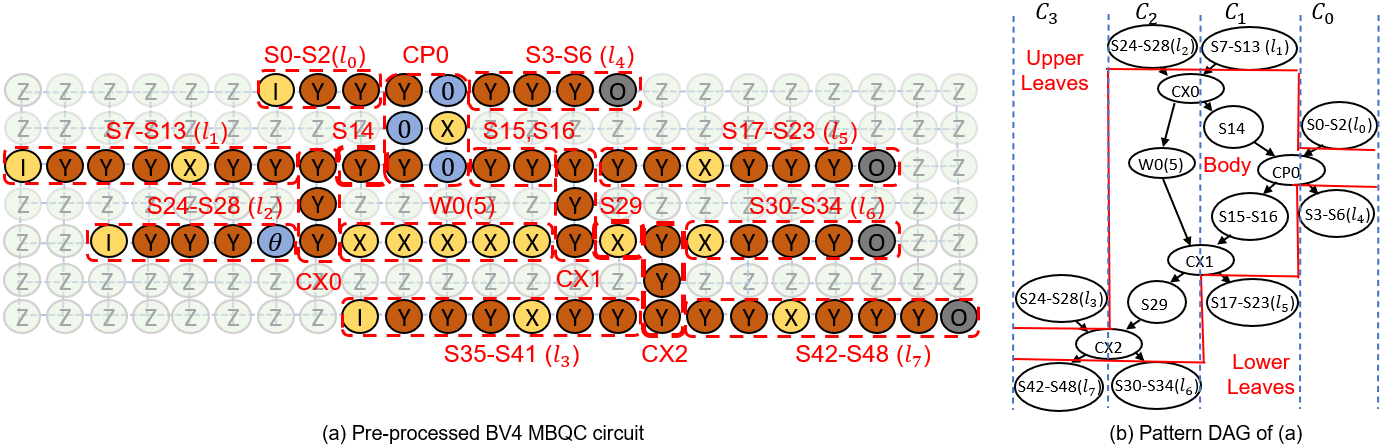 S0-S2(l₀) CP0 S3-S6 (l₄)
Z Z Z Z Z Z I Y Y Y 0 Y Y Y O Z Z Z Z Z Z Z Z
S7-S13 (l₁) S14 S15,S16 S17-S23 (l₅)
Z Z Z Z Z Z Z Z Z 0 X Z Z Z Z Z Z Z Z Z Z Z Z
I Y Y Y X Y Y Y Y Y 0 Y Y Y Y Y X Y Y Y O Z Z
S24-S28 (l₂) W0(5) S29 S30-S34 (l₆)
Z Z Z Z Z Z Z Y Z Z Z Z Z Y Z Z Z Z Z Z Z Z Z
Z Z I Y Y Y θ Y X X X X X Y X Y X Y Y Y O Z Z
CX0 CX1
Z Z Z Z Z Z Z Z Z Z Z Z Z Z Z Y Z Z Z Z Z Z Z
Z Z Z Z Z Z Z Z I Y Y Y X Y Y Y Y Y X Y Y Y O
S35-S41 (l₃) CX2 S42-S48 (l₇)
(a) Pre-processed BV4 MBQC circuit
C₃ C₂ C₁ C₀
Upper
Leaves
S24-S28(l₂) S7-S13 (l₁)
CX0
S14 S0-S2(l₀)
W0(5) Body CP0
S15-S16 S3-S6(l₄)
CX1
S24-S28(l₃) S29 S17-S23(l₅)
CX2
Lower
Leaves
S42-S48(l₇) S30-S34(l₆)
(b) Pattern DAG of (a)